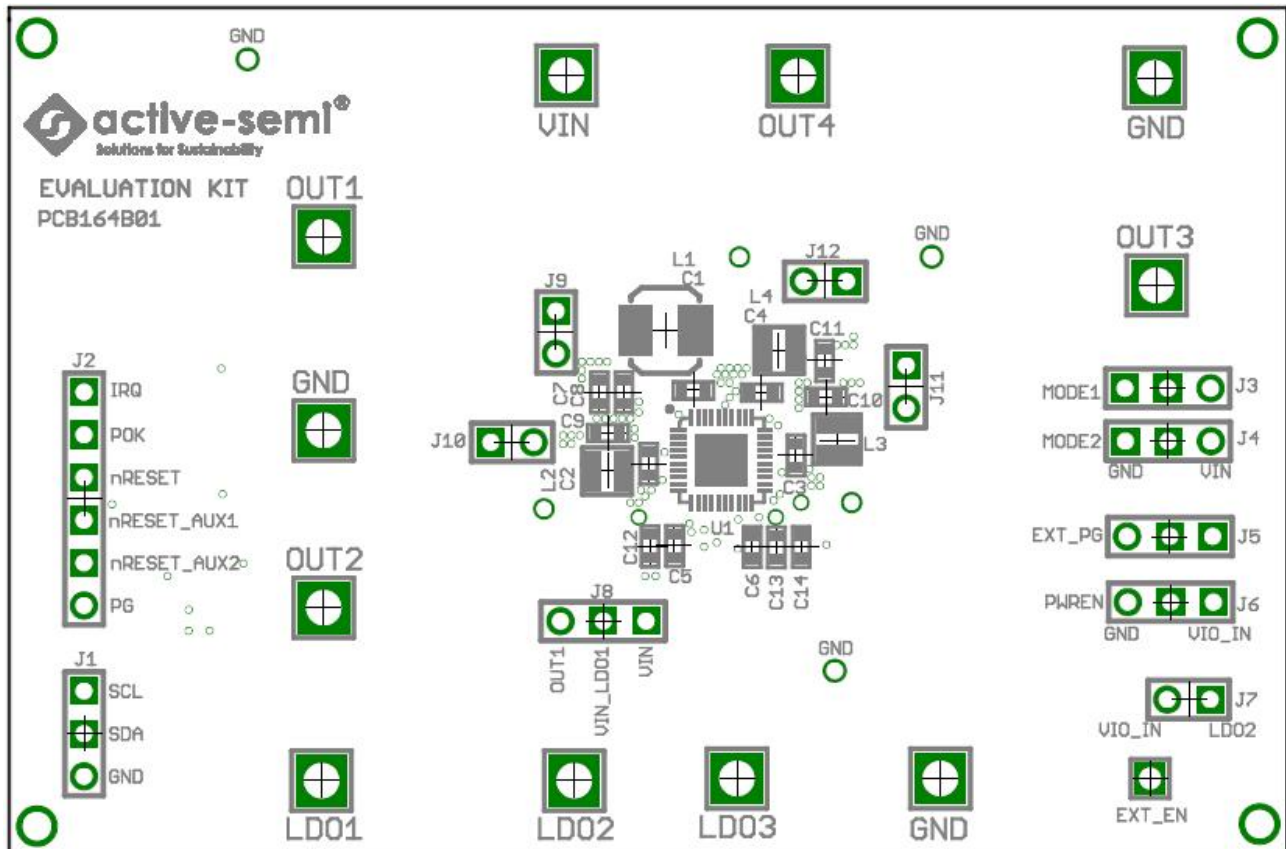 GND
VIN
OUT4
GND
active-semi®
Solutions for Sustainability
EVALUATION KIT
PCB164B01
OUT1
OUT3
GND
J12
L1
C1
J9
L4
C4
C11
J2
IRQ
POK
nRESET
nRESET_AUX1
nRESET_AUX2
PG
GND
C7
C8
C9
J10
L2
C2
C10
J11
L3
C3
U1
MODE1
J3
MODE2
J4
GND
VIN
EXT_PG
J5
PWREN
J6
GND
VIO_IN
OUT2
C12
C5
C6
C13
C14
J8
OUT1
VIN_LDO1
VIN
GND
J1
SCL
SDA
GND
J7
VIO_IN
LDO2
EXT_EN
LDO1
LDO2
LDO3
GND